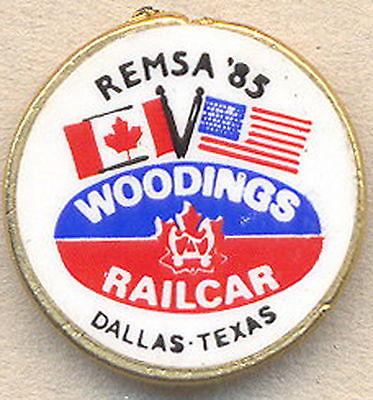 REMSA '85
WOODINGS
RAILCAR
DALLAS·TEXAS